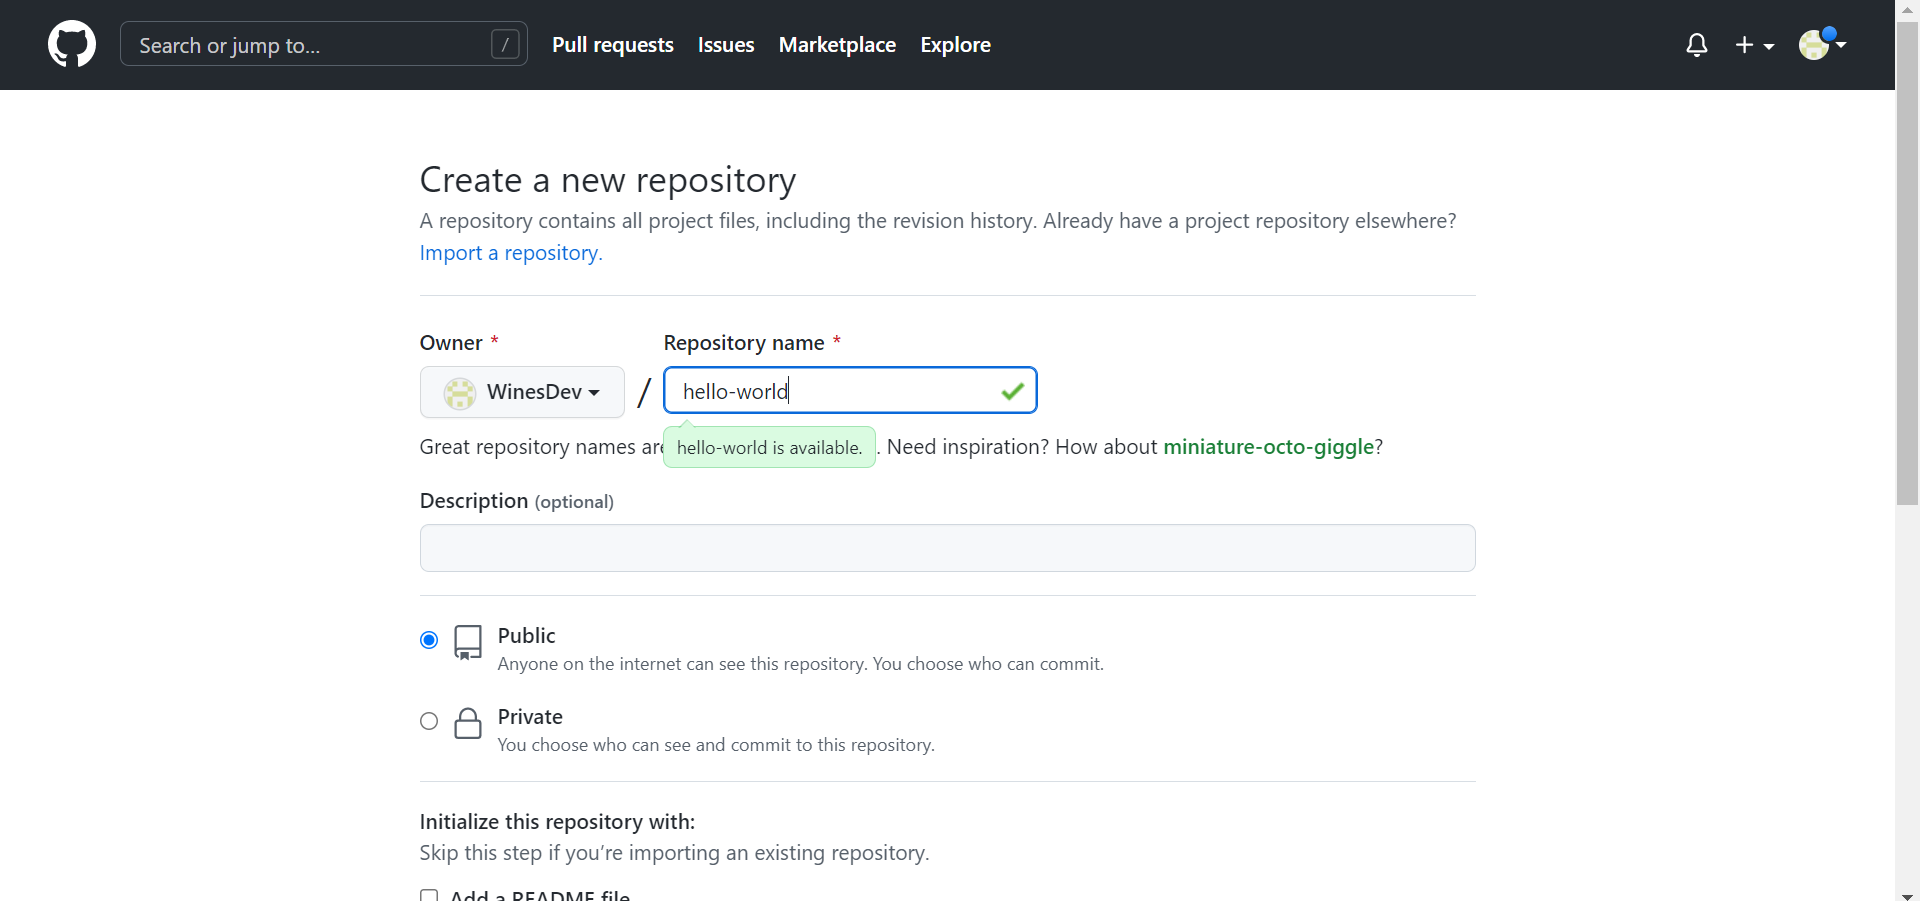 Search or jump to... /
Pull requests Issues Marketplace Explore
Create a new repository
A repository contains all project files, including the revision history. Already have a project repository elsewhere?
Import a repository.
Owner * Repository name *
WinesDev / hello-world
Great repository names are hello-world is available. . Need inspiration? How about miniature-octo-giggle?
Description (optional)
Public
Anyone on the internet can see this repository. You choose who can commit.
Private
You choose who can see and commit to this repository.
Initialize this repository with:
Skip this step if you’re importing an existing repository.
Add a README file